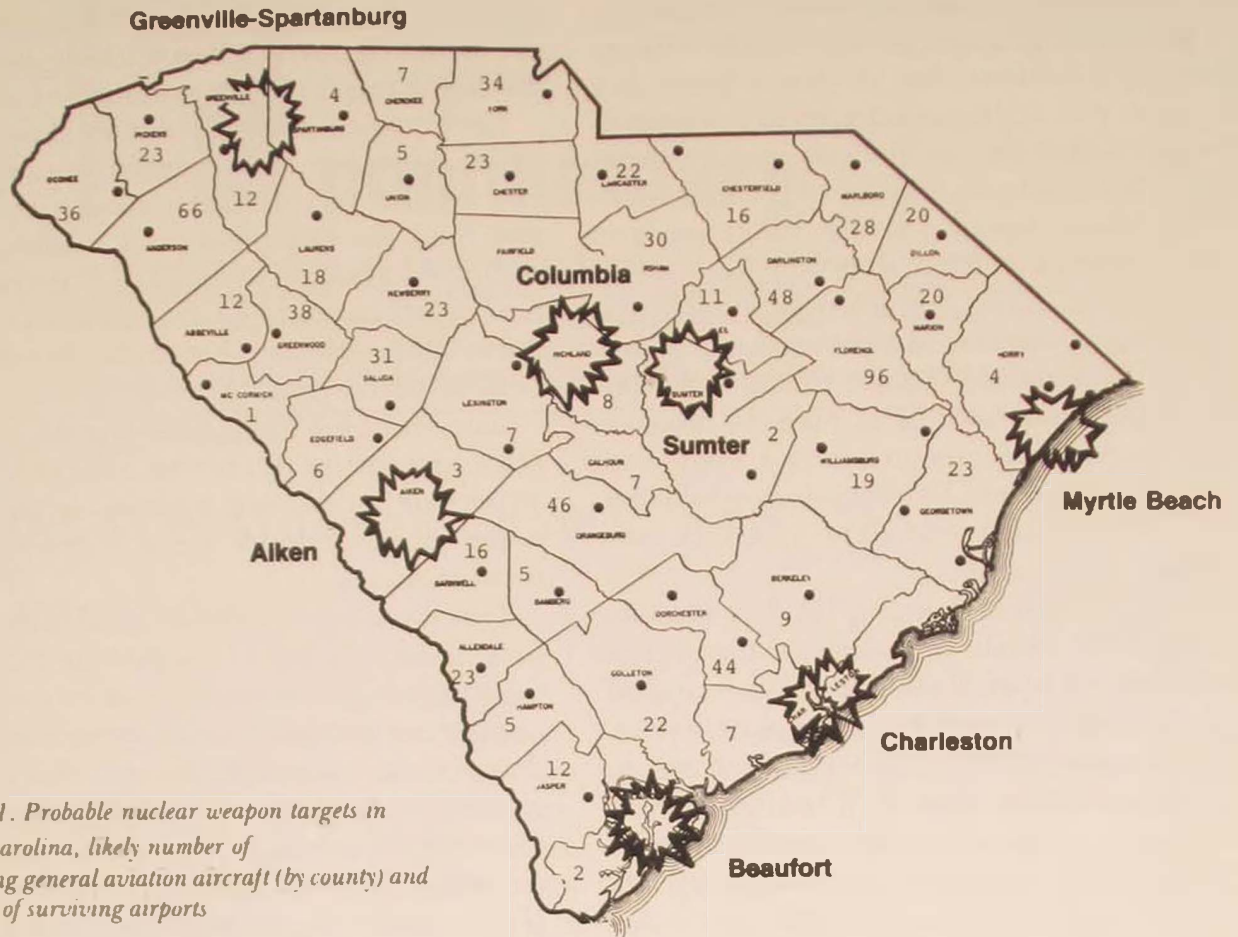 Greenville-Spartanburg
7
CHEROKEE
34
YORK
4
SPARTANBURG
GREENVILLE
12
PICKENS
23
OCONEE
36
66
ANDERSON
5
UNION
23
CHESTER
22
LANCASTER
CHESTERFIELD
16
MARLBORO
28
20
DILLON
LAURENS
18
FAIRFIELD
30
Columbia
NEWBERRY
23
11
DARLINGTON
48
20
MARION
12
ABBEVILLE
38
GREENWOOD
31
SALUDA
RICHLAND
8
FLORENCE
96
HORRY
4
MC CORMICK
1
LEXINGTON
7
SUMTER
Sumter
2
EDGEFIELD
6
3
AIKEN
CALHOUN
7
WILLIAMSBURG
19
23
GEORGETOWN
Myrtle Beach
46
ORANGEBURG
Aiken
16
BARNWELL
5
BAMBERG
BERKELEY
9
DORCHESTER
44
ALLENDALE
23
COLLETON
22
HAMPTON
5
CHAR
LESTON
7
Charleston
12
JASPER
Beaufort
2
1. Probable nuclear weapon targets in
arolina, likely number of
ng general aviation aircraft (by county) and
of surviving airports